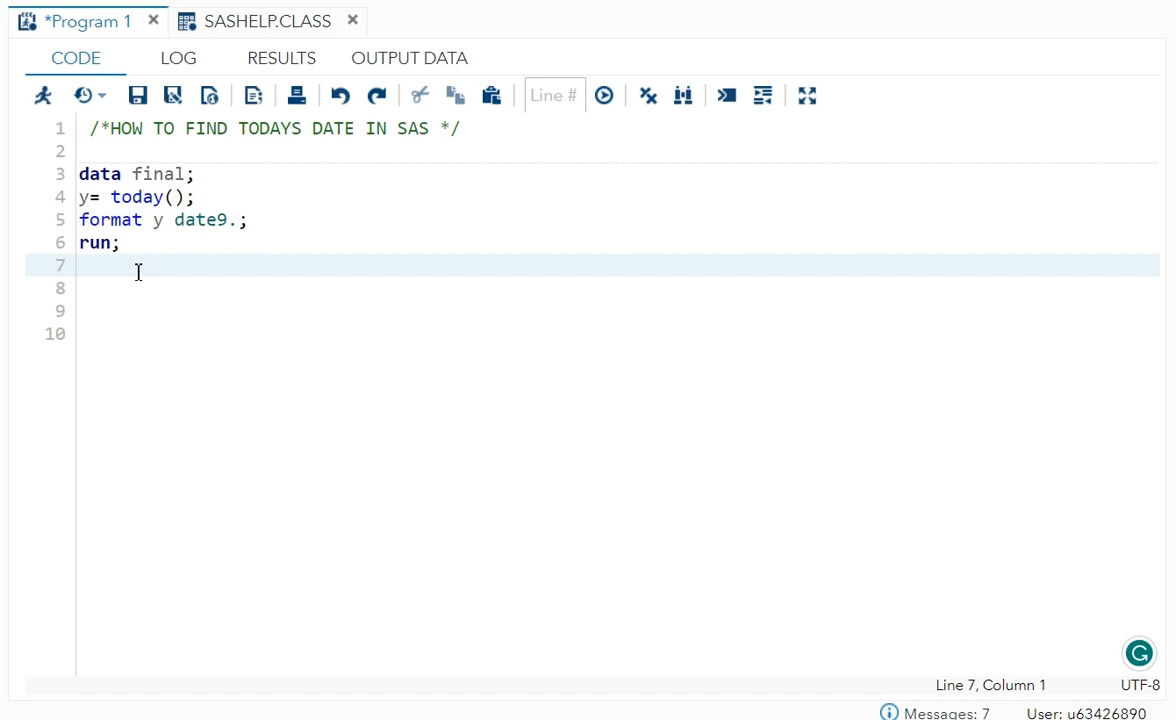 *Program 1 × SASHELP.CLASS ×
CODE LOG RESULTS OUTPUT DATA
Line #
1 /*HOW TO FIND TODAYS DATE IN SAS */
2
3 data final;
4 y= today();
5 format y date9.;
6 run;
7
8
9
10
Line 7, Column 1 UTF-8
Messages: 7 User: u63426890